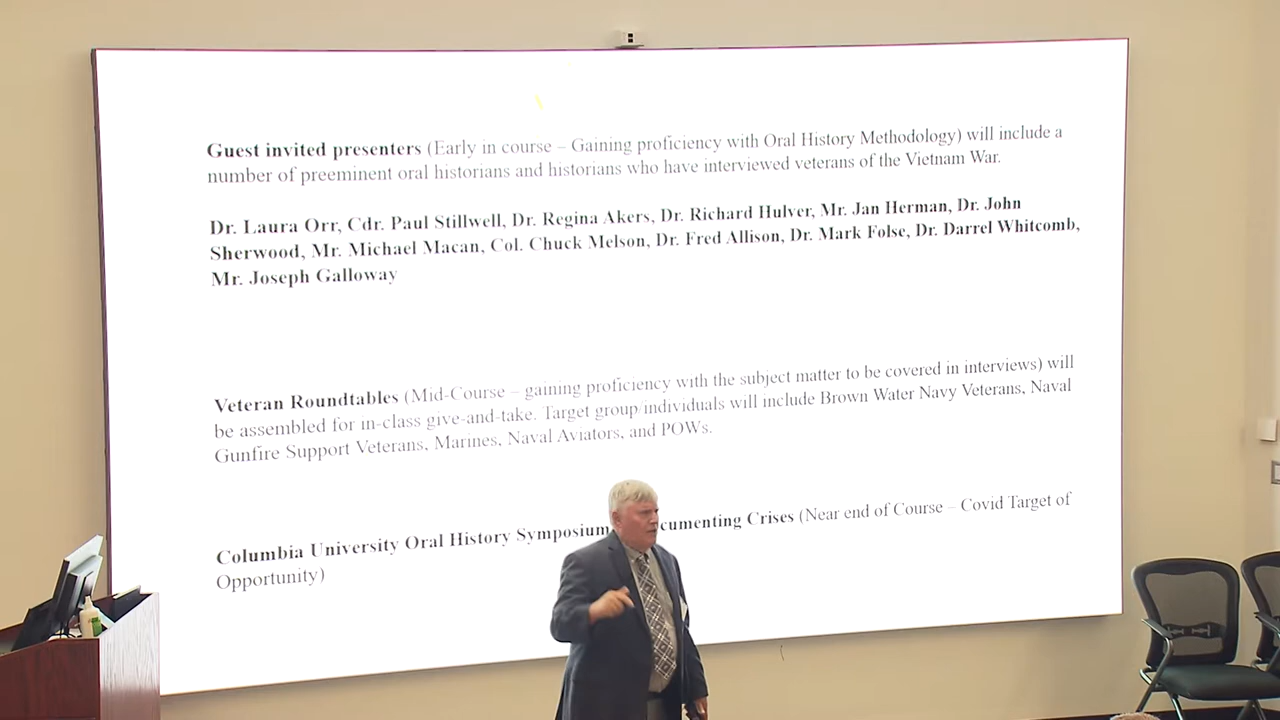 Guest invited presenters (Early in course – Gaining proficiency with Oral History Methodology) will include a
number of preeminent oral historians and historians who have interviewed veterans of the Vietnam War.
Dr. Laura Orr, Cdr. Paul Stillwell, Dr. Regina Akers, Dr. Richard Hulver, Mr. Jan Herman, Dr. John
Sherwood, Mr. Michael Macan, Col. Chuck Melson, Dr. Fred Allison, Dr. Mark Folse, Dr. Darrel Whitcomb,
Mr. Joseph Galloway
Veteran Roundtables (Mid-Course – gaining proficiency with the subject matter to be covered in interviews) will
be assembled for in-class give-and-take. Target group/individuals will include Brown Water Navy Veterans, Naval
Gunfire Support Veterans, Marines, Naval Aviators, and POWs.
Columbia University Oral History Symposium cumenting Crises (Near end of Course – Covid Target of
Opportunity)